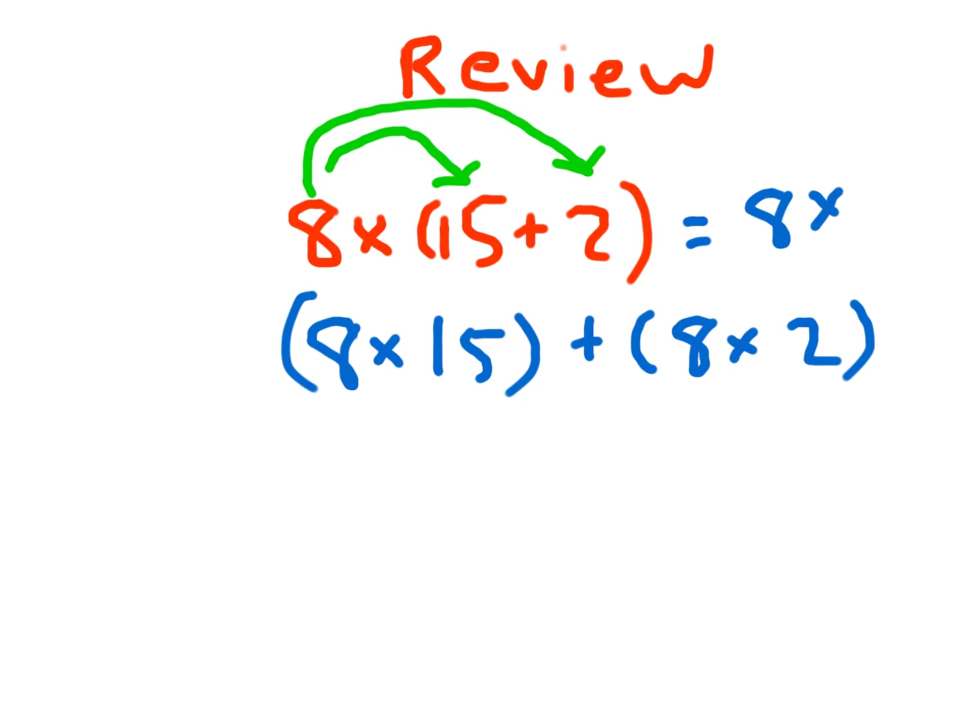 Review
8x(15+2) = 8x
(8x15) + (8x2)